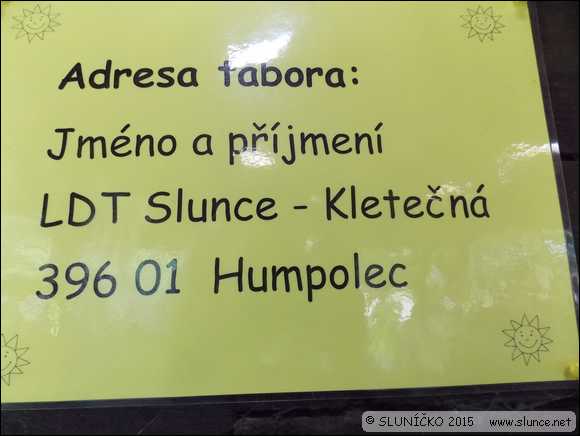 Adresa tabora:
Jméno a příjmení
LDT Slunce - Kletečná
396 01 Humpolec
© SLUNÍČKO 2015 www.slunce.net